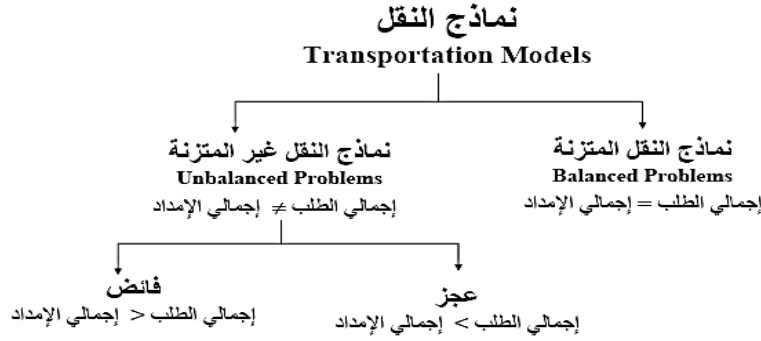 نماذج النقل
Transportation Models
نماذج النقل المتزنة
Balanced Problems
إجمالي الطلب = إجمالي الإمداد
نماذج النقل غير المتزنة
Unbalanced Problems
إجمالي الطلب ≠ إجمالي الإمداد
عجز
إجمالي الطلب > إجمالي الإمداد
فائض
إجمالي الطلب < إجمالي الإمداد